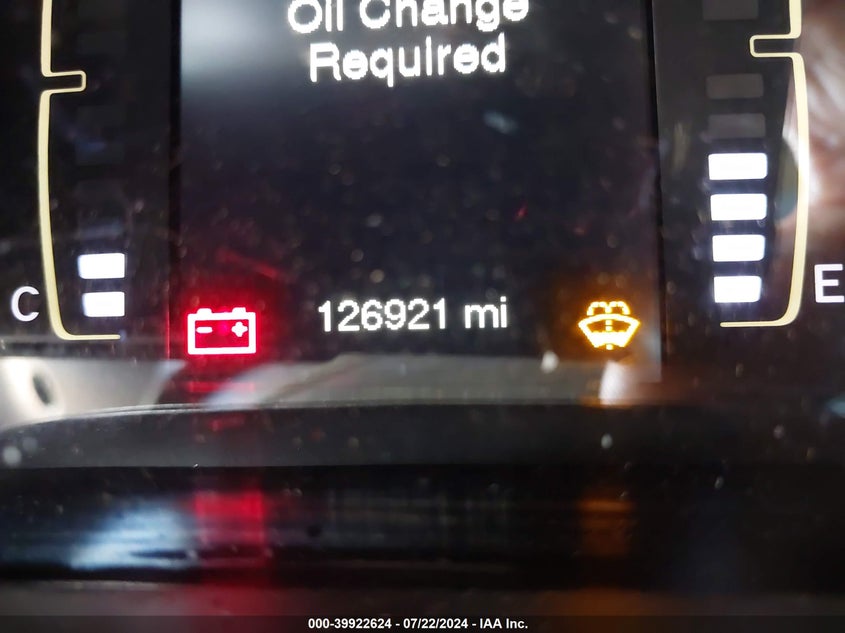 Oil Change
Required
C
E
126921 mi
000-39922624 - 07/22/2024 - IAA Inc.